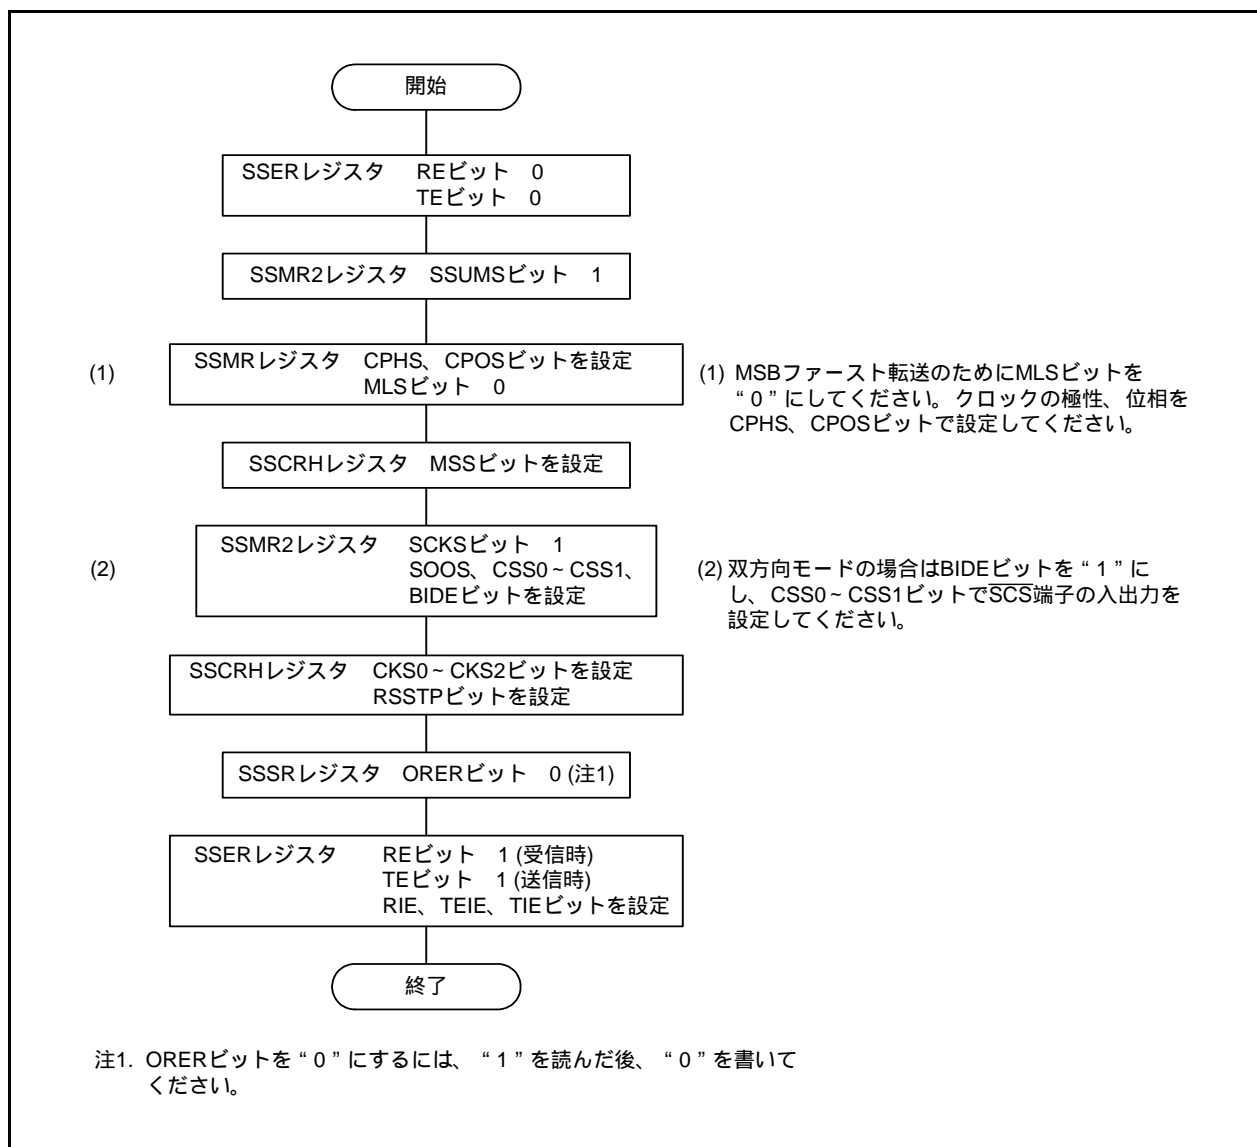 開始
SSERレジスタ REビット 0
TEビット 0
SSMR2レジスタ SSUMSビット 1
(1)
SSMRレジスタ CPHS、CPOSビットを設定
MLSビット 0
(1) MSBファースト転送のためにMLSビットを
“0”にしてください。クロックの極性、位相を
CPHS、CPOSビットで設定してください。
SSCRHレジスタ MSSビットを設定
(2)
SSMR2レジスタ SCKSビット 1
SOOS、CSS0~CSS1、
BIDEビットを設定
(2) 双方向モードの場合はBIDEビットを“1”に
し、CSS0~CSS1ビットでSCS端子の入出力を
設定してください。
SSCRHレジスタ CKS0~CKS2ビットを設定
RSSTPビットを設定
SSSRレジスタ ORERビット 0 (注1)
SSERレジスタ REビット 1 (受信時)
TEビット 1 (送信時)
RIE、TEIE、TIEビットを設定
終了
注1. ORERビットを“0”にするには、“1”を読んだ後、“0”を書いて
ください。